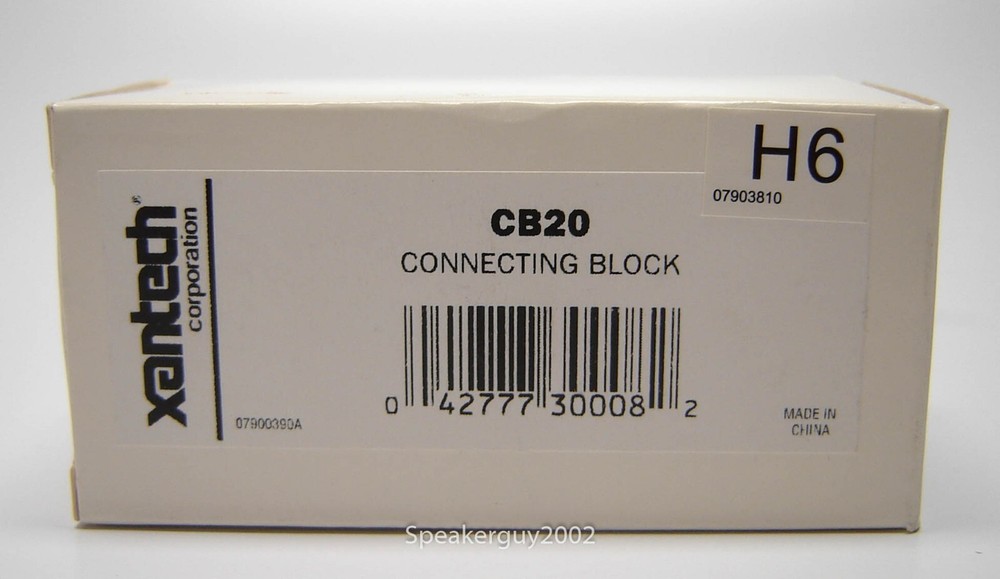 xantech®
corporation
07900390A
CB20
CONNECTING BLOCK
0 42777 30008 2
H6
07903810
MADE IN
CHINA
Speakerguy2002